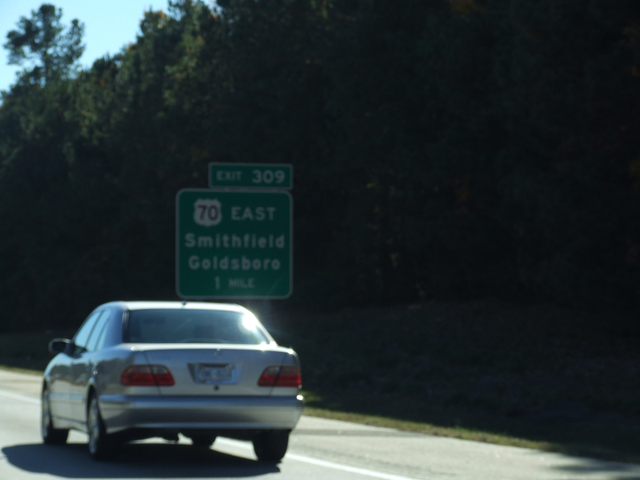 EXIT 309
70 EAST
Smithfield
Goldsboro
1 MILE